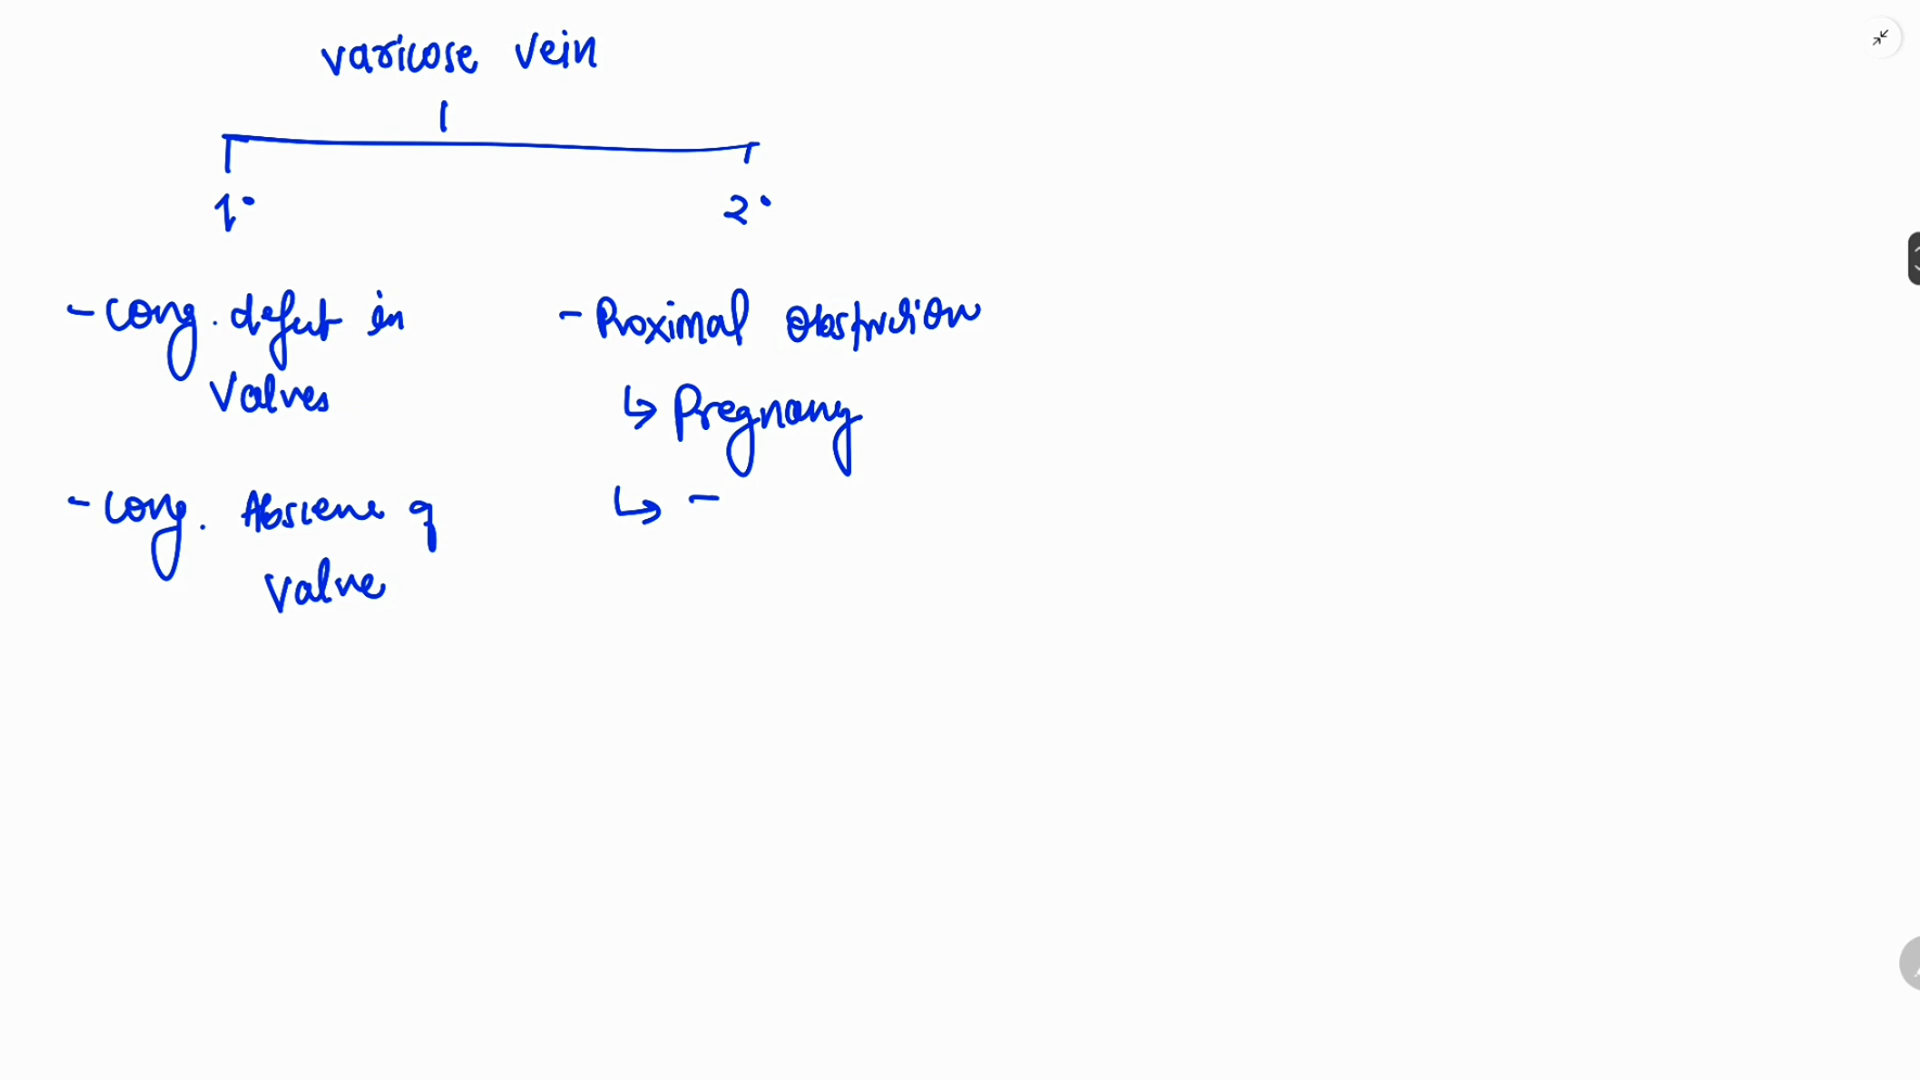 varicose vein
1°
2°
- cong. defect in
valves
- cong. Absence of
valve
- Proximal obstruction
↳ Pregnancy
↳ -